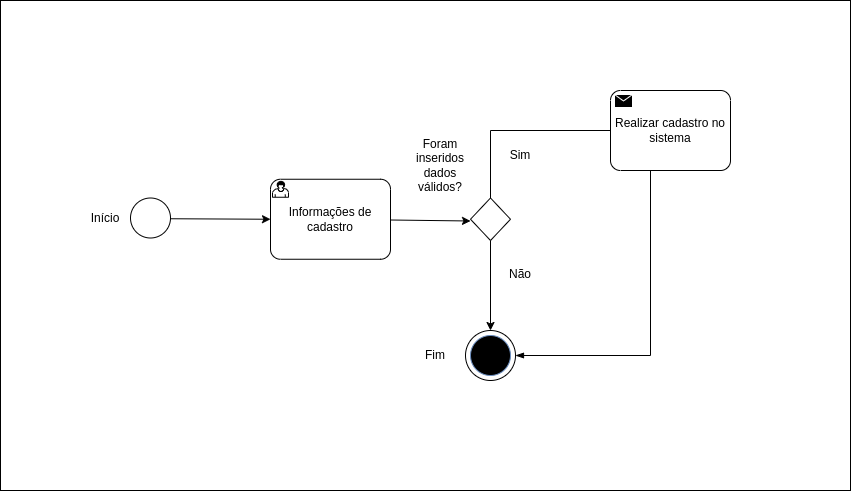 Início
Informações de
cadastro
Foram
inseridos
dados
válidos?
Sim
Realizar cadastro no
sistema
Não
Fim